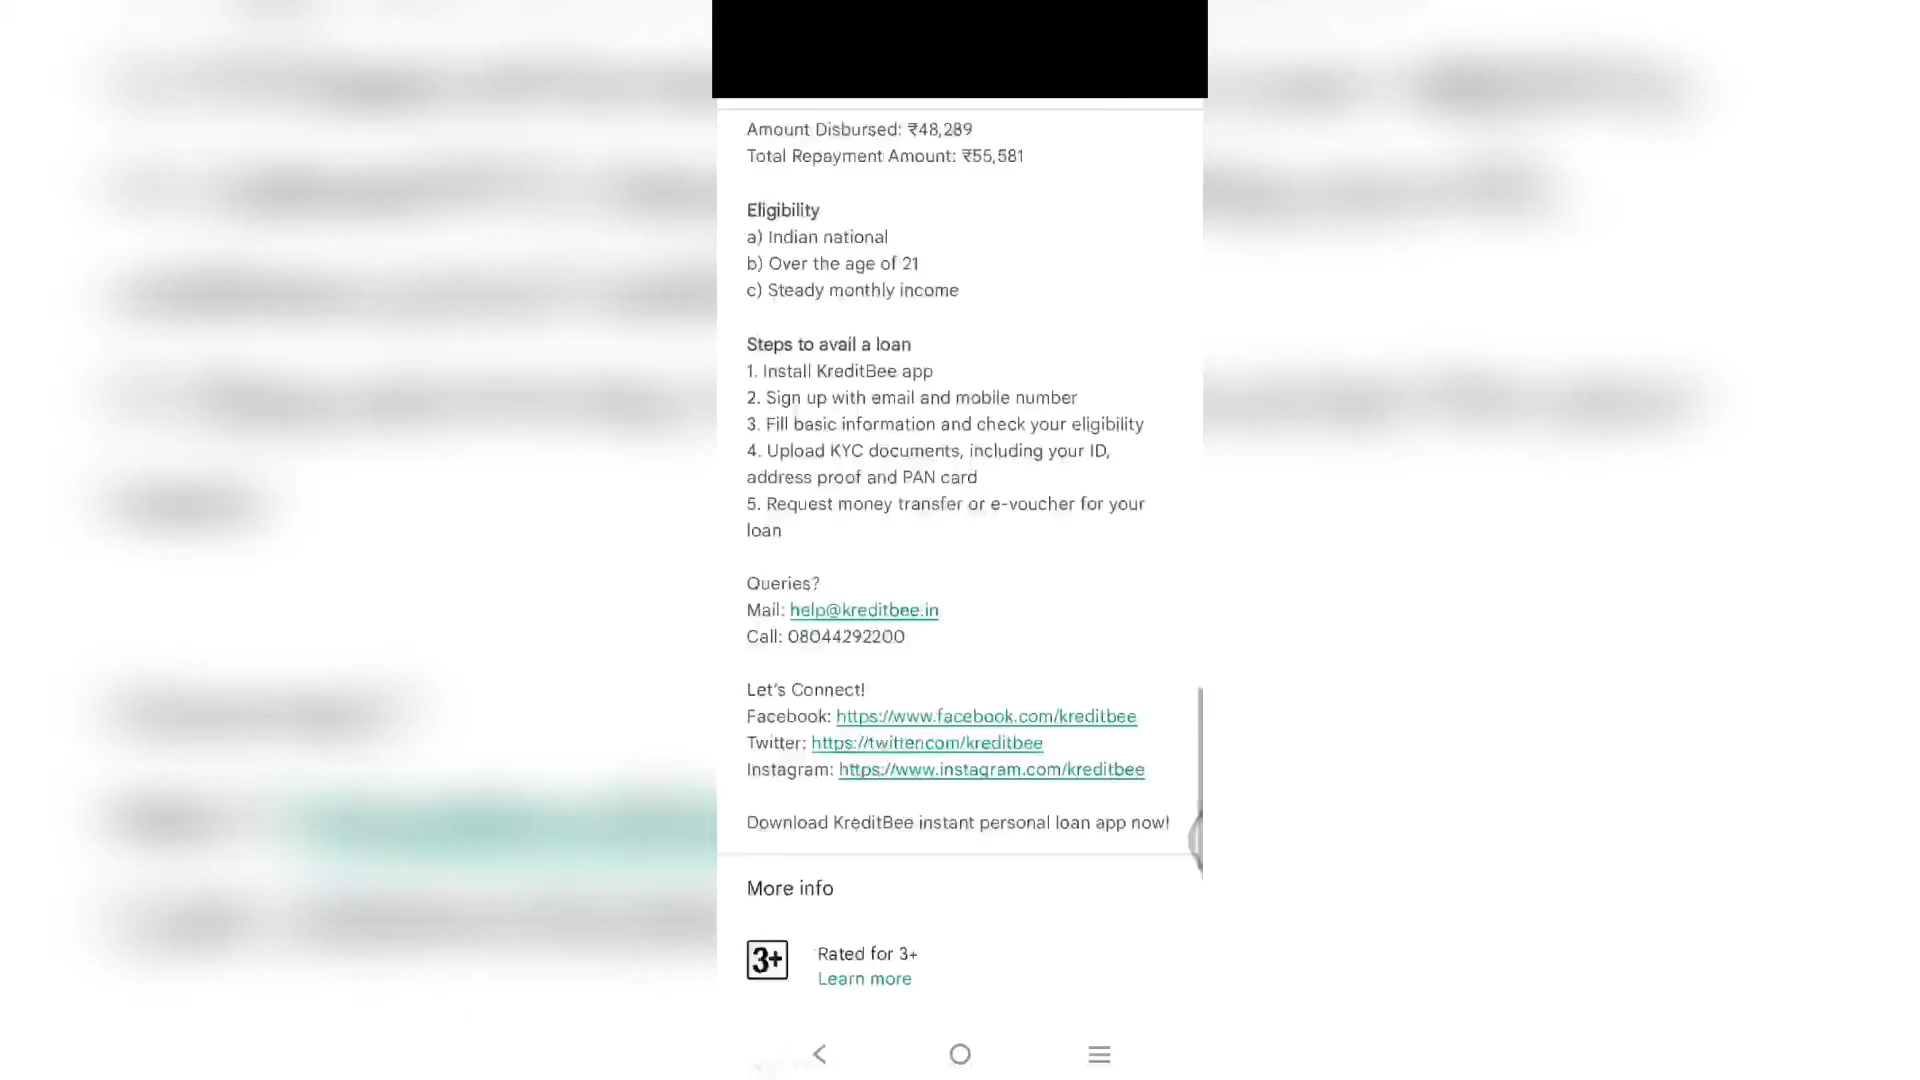 Amount Disbursed: ₹48,289
Total Repayment Amount: ₹55,581
Eligibility
a) Indian national
b) Over the age of 21
c) Steady monthly income
Steps to avail a loan
1. Install KreditBee app
2. Sign up with email and mobile number
3. Fill basic information and check your eligibility
4. Upload KYC documents, including your ID,
address proof and PAN card
5. Request money transfer or e-voucher for your
loan
Queries?
Mail: help@kreditbee.in
Call: 08044292200
Let's Connect!
Facebook: https://www.facebook.com/kreditbee
Twitter: https://twitter.com/kreditbee
Instagram: https://www.instagram.com/kreditbee
Download KreditBee instant personal loan app now!
More info
3+
Rated for 3+
Learn more